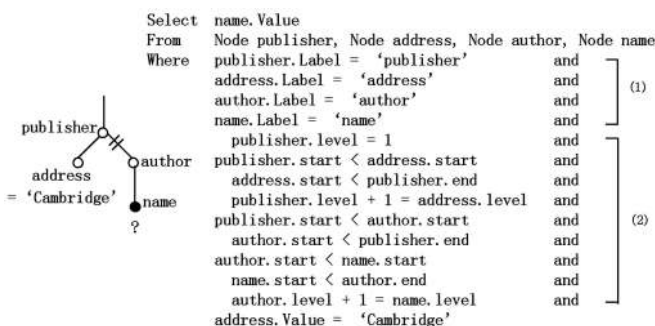 Select name.Value
From Node publisher, Node address, Node author, Node name
Where publisher.Label = ‘publisher’ and
address.Label = ‘address’ and
author.Label = ‘author’ and
name.Label = ‘name’ and
(1)
publisher.level = 1 and
publisher.start < address.start and
address.start < publisher.end and
publisher.level + 1 = address.level and
publisher.start < author.start and
author.start < publisher.end and
author.start < name.start and
name.start < author.end and
author.level + 1 = name.level and
(2)
address.Value = ‘Cambridge’
publisher
address
= ‘Cambridge’
author
name
?